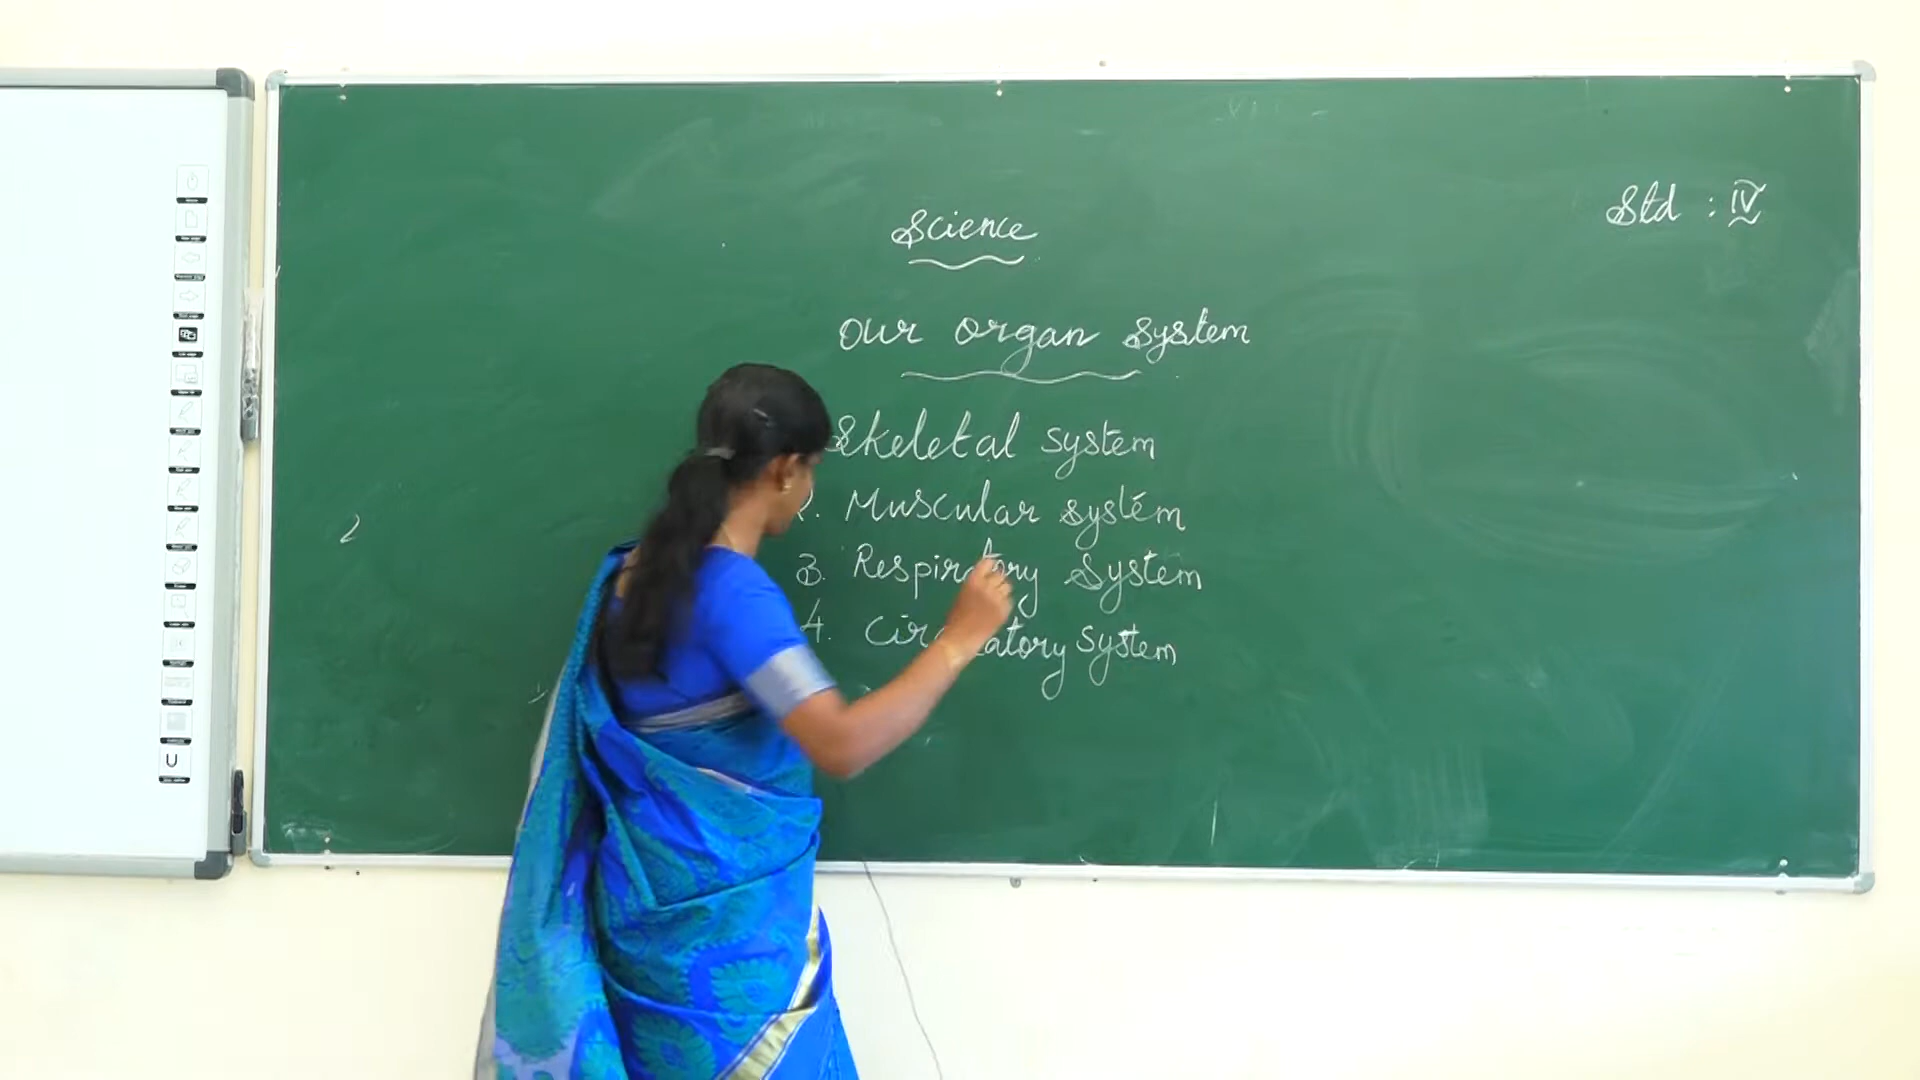 Std : IV
Science
Our organ system
Skeletal system
2. Muscular system
3. Respiratory System
4. Circulatory system